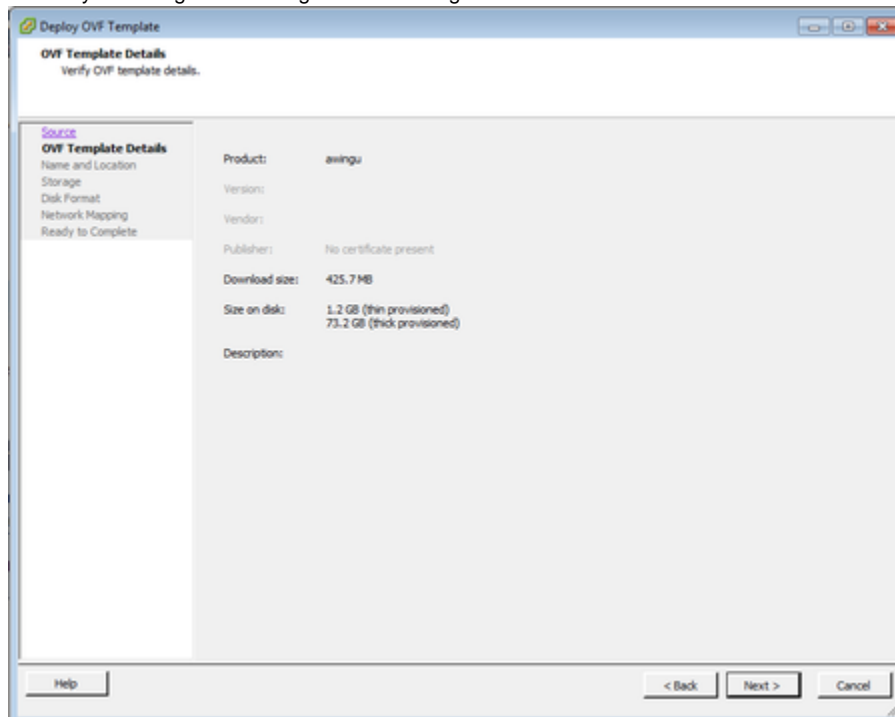 Deploy OVF Template
OVF Template Details
Verify OVF template details.
Source
OVF Template Details
Name and Location
Storage
Disk Format
Network Mapping
Ready to Complete
Product: awingu
Version:
Vendor:
Publisher: No certificate present
Download size: 425.7 MB
Size on disk: 1.2 GB (thin provisioned)
73.2 GB (thick provisioned)
Description:
Help
< Back Next > Cancel